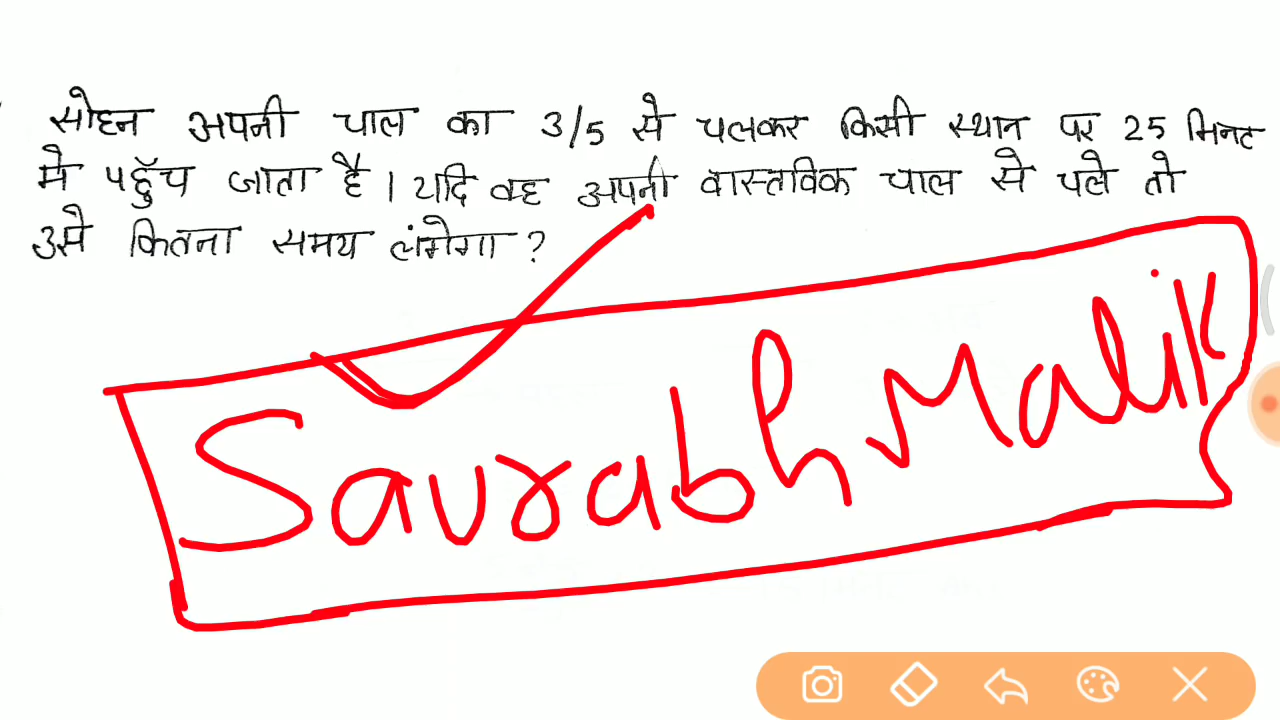 सोहन अपनी चाल का 3/5 से चलकर किसी स्थान पर 25 मिनट
मे पहुँच जाता है। यदि वह अपनी वास्तविक चाल से चले तो
उसे कितना समय लंगेगा ?
Saurabh Malik